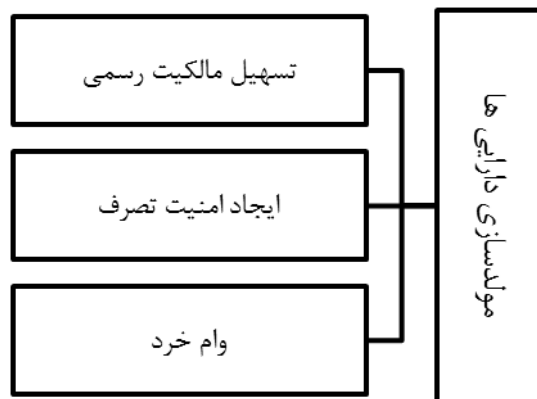 مولدسازی دارایی ها
تسهیل مالکیت رسمی
ایجاد امنیت تصرف
وام خرد